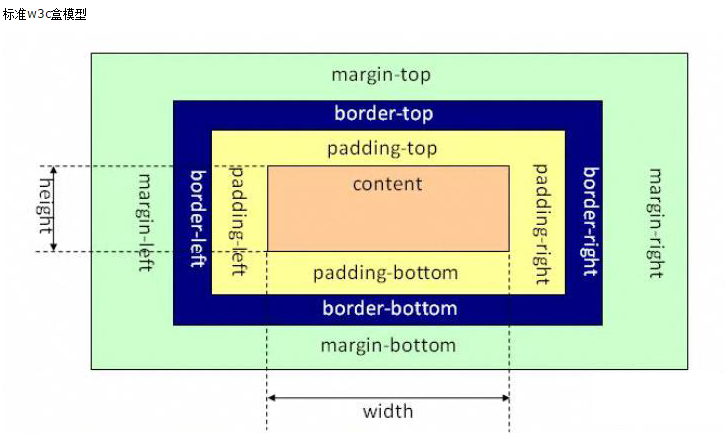 标准w3c盒模型
margin-top
border-top
padding-top
content
height
margin-left
border-left
padding-left
padding-right
border-right
margin-right
padding-bottom
border-bottom
margin-bottom
width